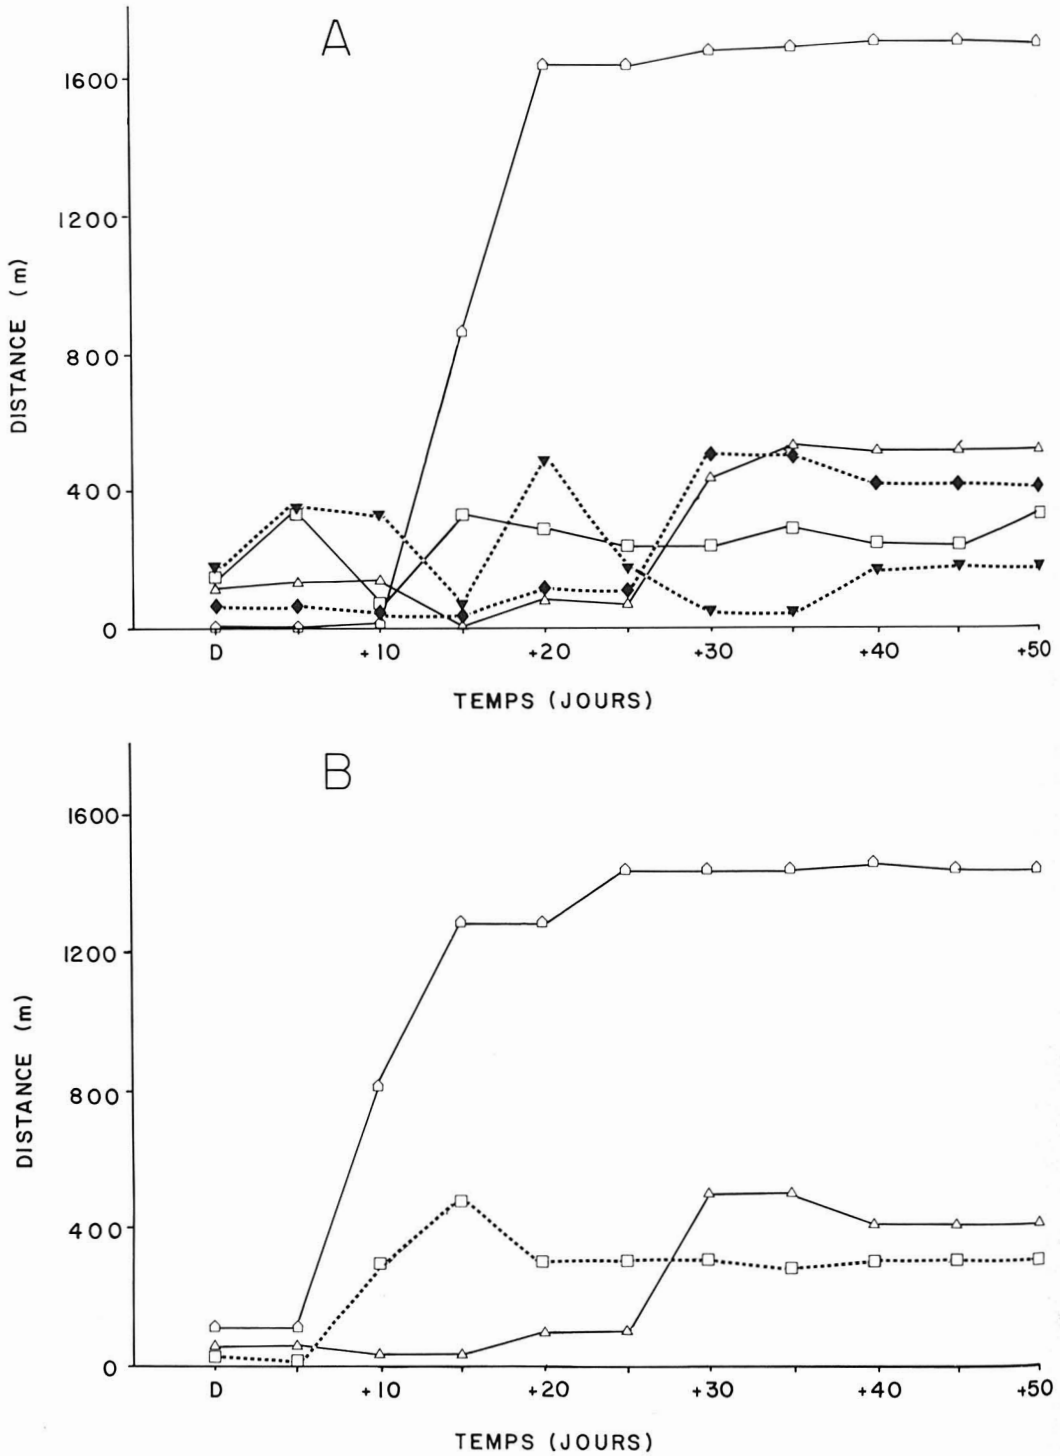 A
1600
1200
800
400
0
DISTANCE (m)
D +10 +20 +30 +40 +50
TEMPS (JOURS)
B
1600
1200
800
400
0
DISTANCE (m)
D +10 +20 +30 +40 +50
TEMPS (JOURS)